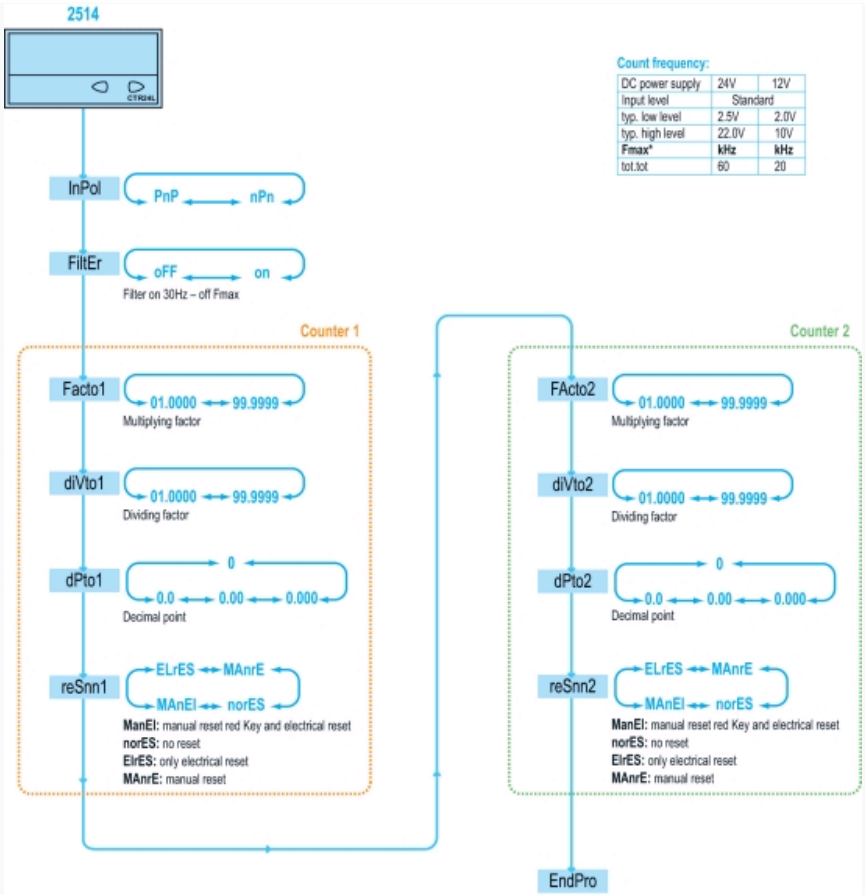 2514
CTR24L
Count frequency:
DC power supply 24V 12V
Input level Standard
typ. low level 2.5V 2.0V
typ. high level 22.0V 10V
Fmax* kHz kHz
tot.tot 60 20
InPol
PnP nPn
FiltEr
oFF on
Filter on 30Hz – off Fmax
Counter 1
Facto1
01.0000 99.9999
Multiplying factor
diVto1
01.0000 99.9999
Dividing factor
dPto1
0
0.0 0.00 0.000
Decimal point
reSnn1
ELrES MAnrE
MAnEl norES
ManEl: manual reset red Key and electrical reset
norES: no reset
ElrES: only electrical reset
MAnrE: manual reset
Counter 2
FActo2
01.0000 99.9999
Multiplying factor
diVto2
01.0000 99.9999
Dividing factor
dPto2
0
0.0 0.00 0.000
Decimal point
reSnn2
ELrES MAnrE
MAnEl norES
ManEl: manual reset red Key and electrical reset
norES: no reset
ElrES: only electrical reset
MAnrE: manual reset
EndPro